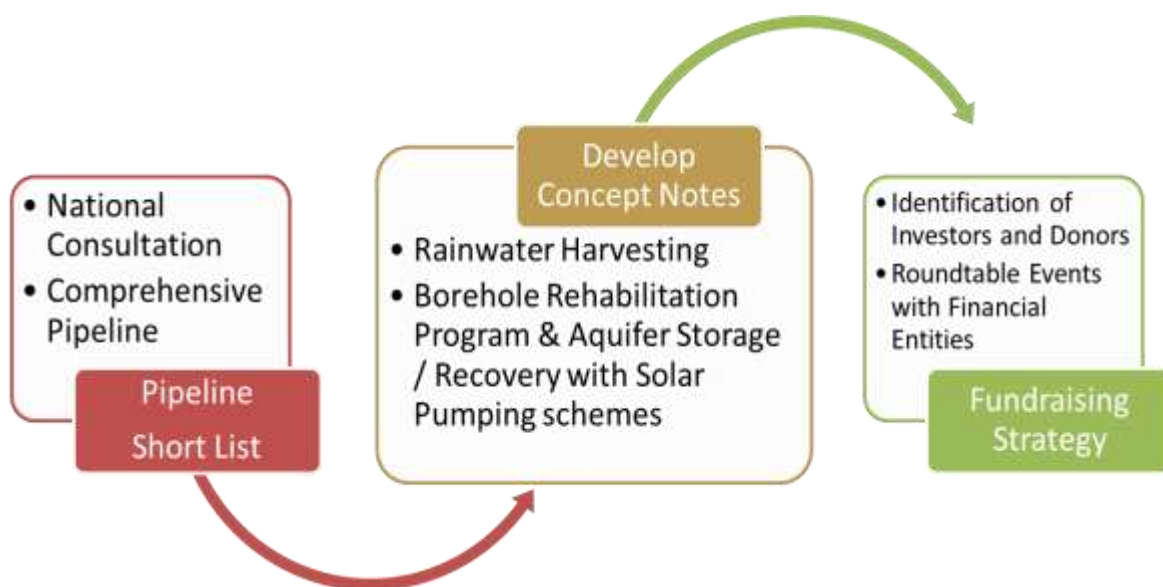 • National
Consultation
• Comprehensive
Pipeline
Pipeline
Short List
Develop
Concept Notes
• Rainwater Harvesting
• Borehole Rehabilitation
Program & Aquifer Storage
/ Recovery with Solar
Pumping schemes
• Identification of
Investors and Donors
• Roundtable Events
with Financial
Entities
Fundraising
Strategy